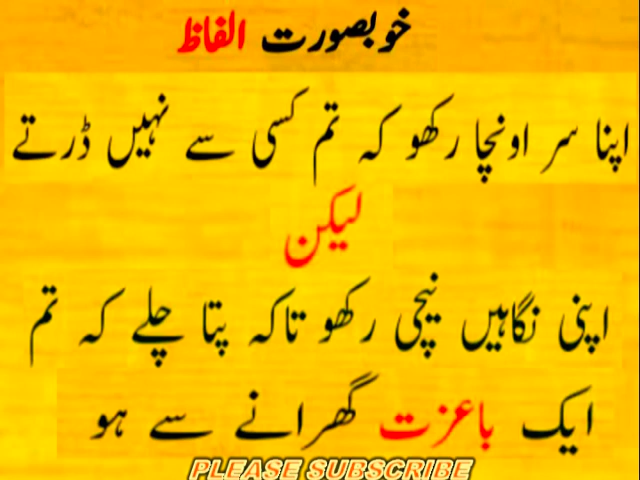 خوبصورت الفاظ
اپنا سر اونچا رکھو کہ تم کسی سے نہیں ڈرتے
لیکن
اپنی نگاہیں نیچی رکھو تاکہ پتا چلے کہ تم
ایک باعزت گھرانے سے ہو
PLEASE SUBSCRIBE